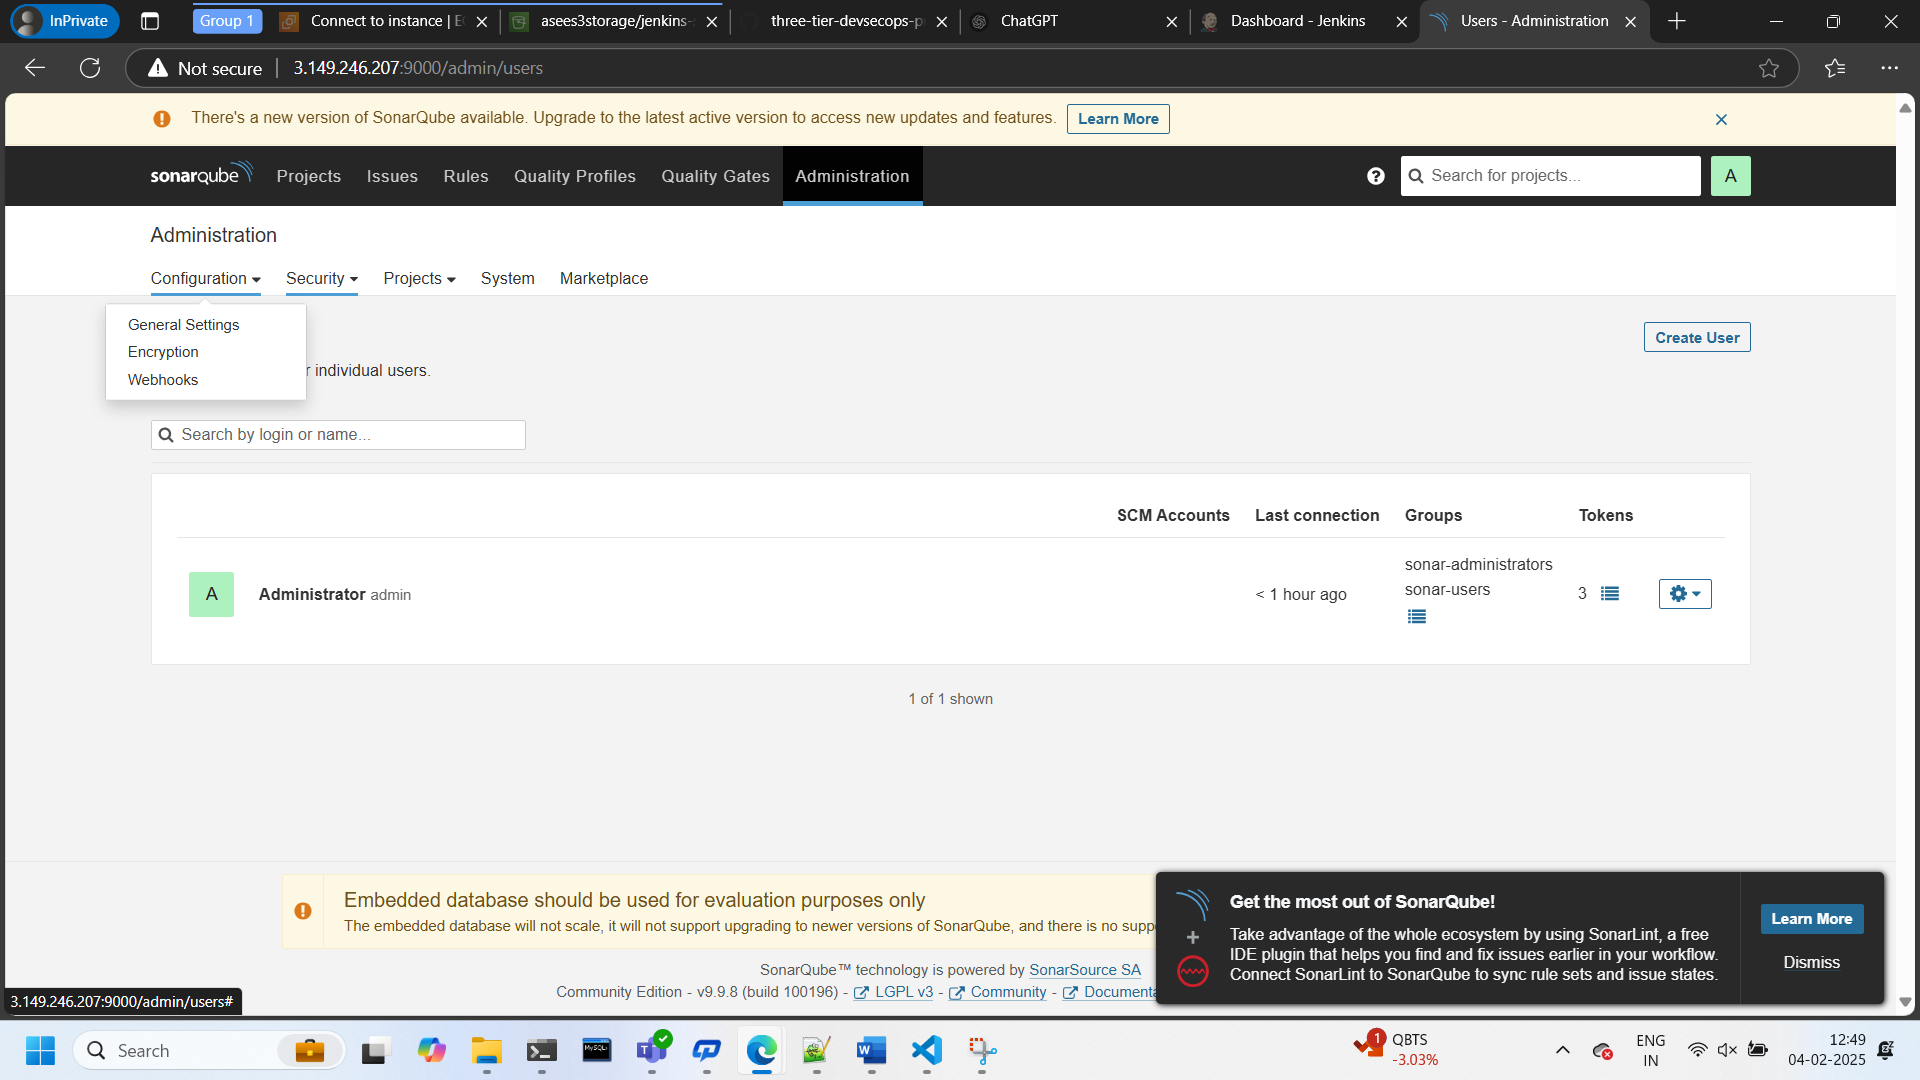 InPrivate
Group 1
Connect to instance | E
asees3storage/jenkins-
three-tier-devsecops-p
ChatGPT
Dashboard - Jenkins
Users - Administration
Not secure
3.149.246.207:9000/admin/users
There's a new version of SonarQube available. Upgrade to the latest active version to access new updates and features.
Learn More
sonarqube
Projects
Issues
Rules
Quality Profiles
Quality Gates
Administration
Search for projects...
A
Administration
Configuration
Security
Projects
System
Marketplace
General Settings
Encryption
Webhooks
Create User
r individual users.
Search by login or name...
SCM Accounts
Last connection
Groups
Tokens
A
Administrator admin
< 1 hour ago
sonar-administrators
sonar-users
3
1 of 1 shown
Embedded database should be used for evaluation purposes only
The embedded database will not scale, it will not support upgrading to newer versions of SonarQube, and there is no supp
SonarQube™ technology is powered by SonarSource SA
Community Edition - v9.9.8 (build 100196) - LGPL v3 - Community - Documenta
Get the most out of SonarQube!
Take advantage of the whole ecosystem by using SonarLint, a free
IDE plugin that helps you find and fix issues earlier in your workflow.
Connect SonarLint to SonarQube to sync rule sets and issue states.
Learn More
Dismiss
3.149.246.207:9000/admin/users#
Search
MySQL
1
QBTS
-3.03%
ENG
IN
12:49
04-02-2025